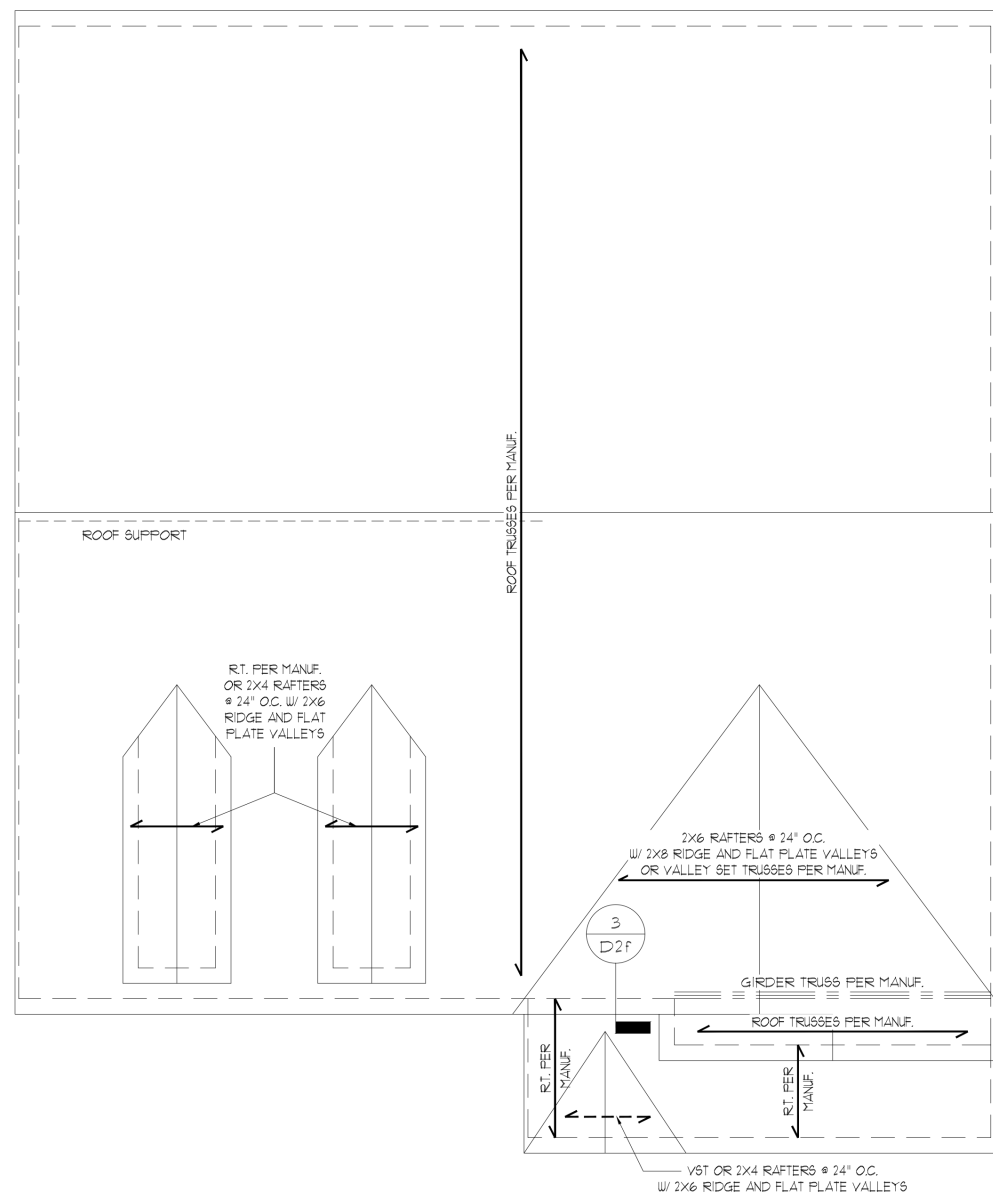 ROOF TRUSSES PER MANUF.
ROOF SUPPORT
R.T. PER MANUF.
OR 2X4 RAFTERS
@ 24" O.C. W/ 2X6
RIDGE AND FLAT
PLATE VALLEYS
2X6 RAFTERS @ 24" O.C.
W/ 2X8 RIDGE AND FLAT PLATE VALLEYS
OR VALLEY SET TRUSSES PER MANUF.
3
D2f
GIRDER TRUSS PER MANUF.
ROOF TRUSSES PER MANUF.
R.T. PER
MANUF.
R.T. PER
MANUF.
VST OR 2X4 RAFTERS @ 24" O.C.
W/ 2X6 RIDGE AND FLAT PLATE VALLEYS